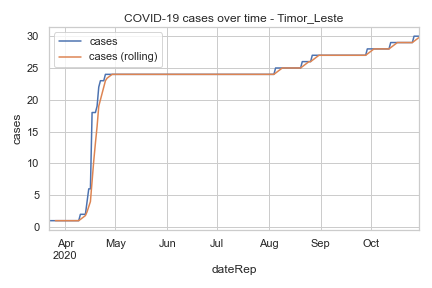 COVID-19 cases over time - Timor_Leste
cases
cases (rolling)
30
25
20
15
10
5
0
cases
Apr May Jun Jul Aug Sep Oct
2020
dateRep